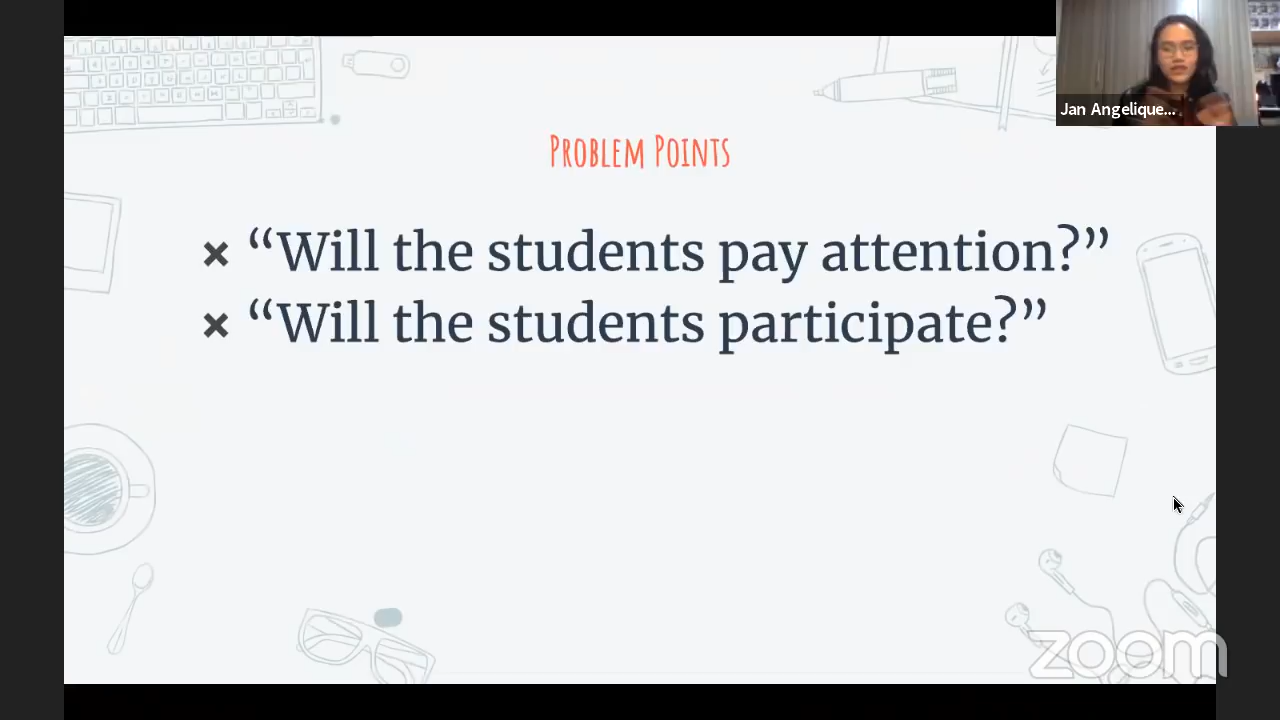 Jan Angelique...
Problem Points
× “Will the students pay attention?”
× “Will the students participate?”
zoom